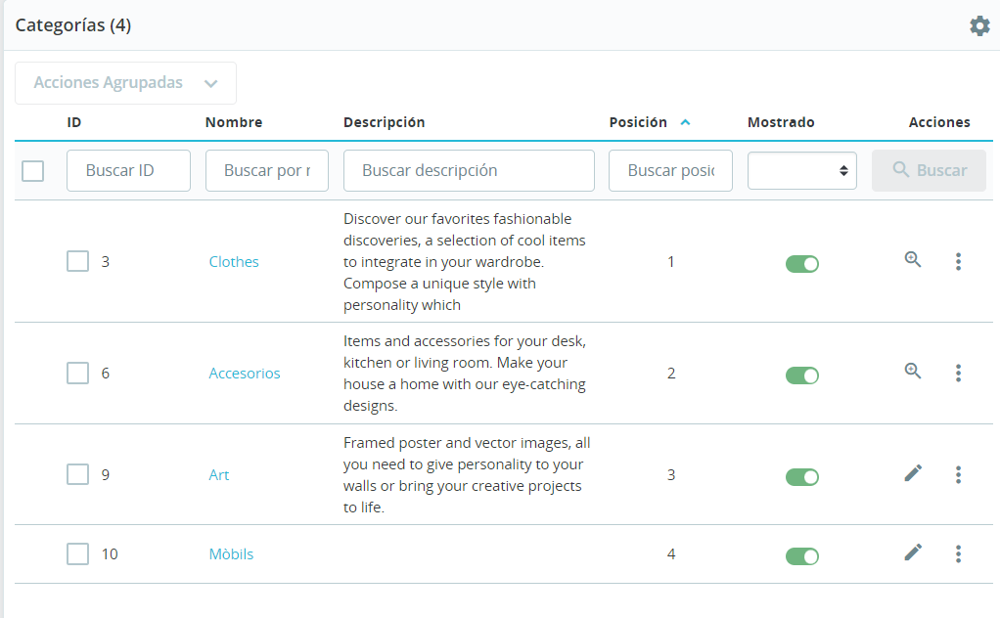 Categorías (4)
Acciones Agrupadas
ID Nombre Descripción Posición Mostrado Acciones
Buscar ID Buscar por Buscar descripción Buscar Buscar
3 Clothes Discover our favorites fashionable 1
discoveries, a selection of cool items
to integrate in your wardrobe.
Compose a unique style with
personality which
6 Accesorios Items and accessories for your desk, 2
kitchen or living room. Make your
house a home with our eye-catching
designs.
9 Art Framed poster and vector images, all 3
you need to give personality to your
walls or bring your creative projects
to life.
10 Mòbils 4